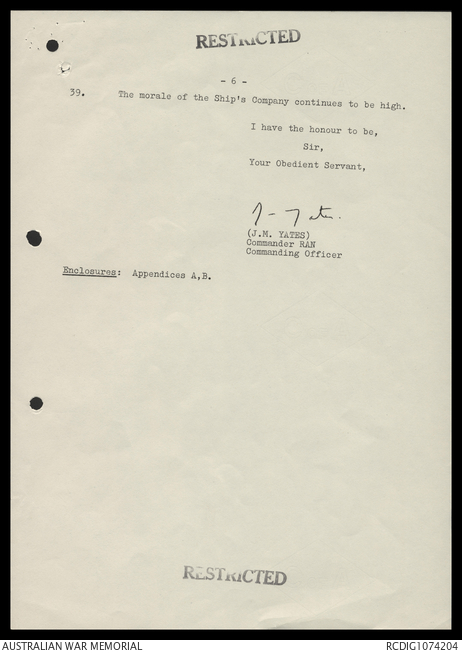 RESTRICTED
- 6 -
39. The morale of the Ship's Company continues to be high.
I have the honour to be,
Sir,
Your Obedient Servant,
J-Yates.
(J.M. YATES)
Commander RAN
Commanding Officer
Enclosures: Appendices A,B.
RESTRICTED
AUSTRALIAN WAR MEMORIAL
RCDIG1074204